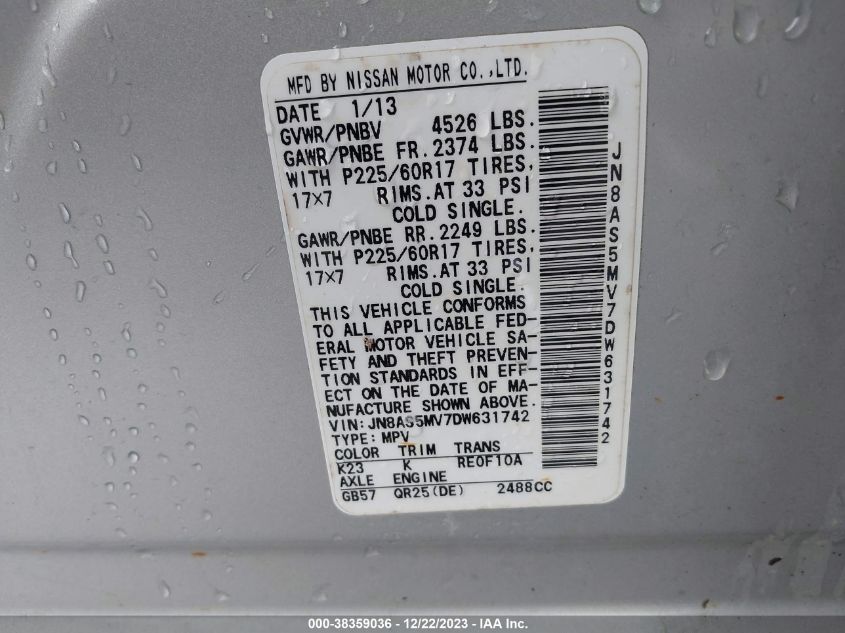 MFD BY NISSAN MOTOR CO.,LTD.
DATE 1/13
GVWR/PNBV 4526 LBS.
GAWR/PNBE FR. 2374 LBS.
WITH P225/60R17 TIRES,
17×7 RIMS.AT 33 PSI
COLD SINGLE.
GAWR/PNBE RR. 2249 LBS.
WITH P225/60R17 TIRES,
17×7 RIMS.AT 33 PSI
COLD SINGLE.
THIS VEHICLE CONFORMS
TO ALL APPLICABLE FED-
ERAL MOTOR VEHICLE SA-
FETY AND THEFT PREVEN-
TION STANDARDS IN EFF-
ECT ON THE DATE OF MA-
NUFACTURE SHOWN ABOVE.
VIN: JN8AS5MV7DW631742
TYPE: MPV
COLOR TRIM TRANS
K23 K RE0F10A
AXLE ENGINE
GB57 QR25(DE) 2488CC
JN8AS5MV7DW631742
000-38359036 - 12/22/2023 - IAA Inc.